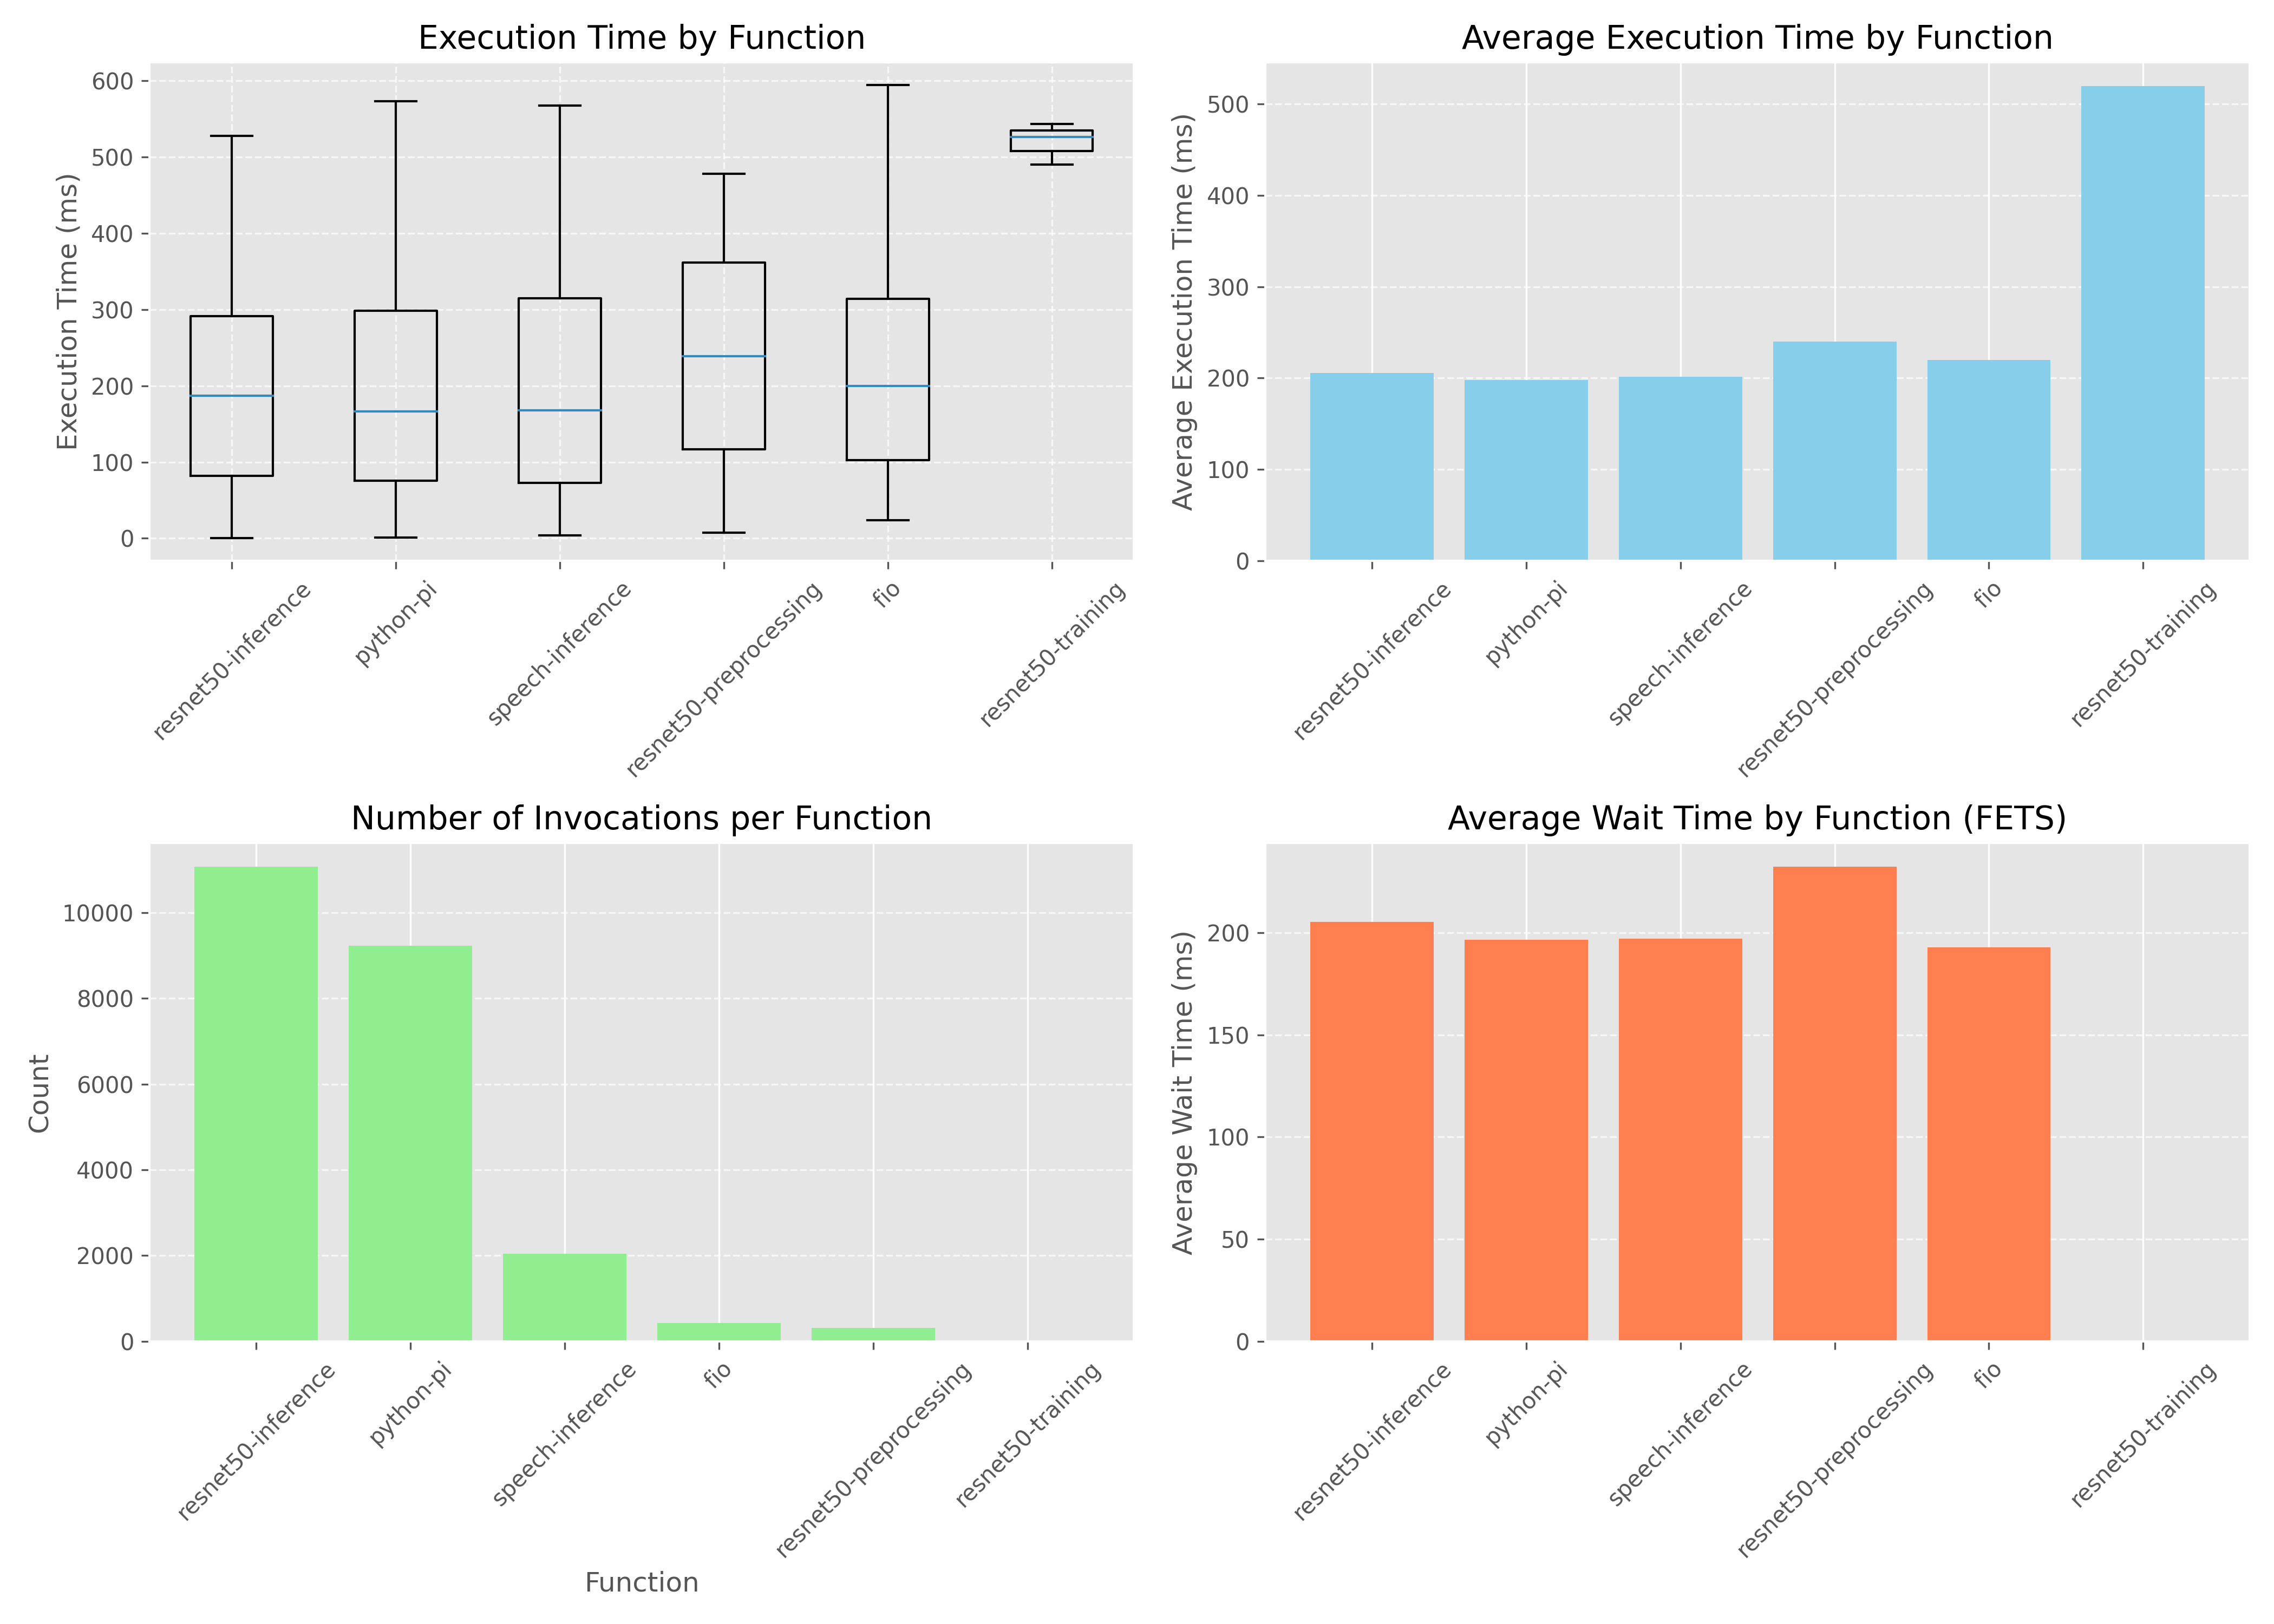 Execution Time by Function
Execution Time (ms)
600
500
400
300
200
100
0
resnet50-inference
python-pi
speech-inference
resnet50-preprocessing
fio
resnet50-training
Average Execution Time by Function
Average Execution Time (ms)
500
400
300
200
100
0
resnet50-inference
python-pi
speech-inference
resnet50-preprocessing
fio
resnet50-training
Number of Invocations per Function
Count
10000
8000
6000
4000
2000
0
resnet50-inference
python-pi
speech-inference
fio
resnet50-preprocessing
resnet50-training
Function
Average Wait Time by Function (FETS)
Average Wait Time (ms)
200
150
100
50
0
resnet50-inference
python-pi
speech-inference
resnet50-preprocessing
fio
resnet50-training